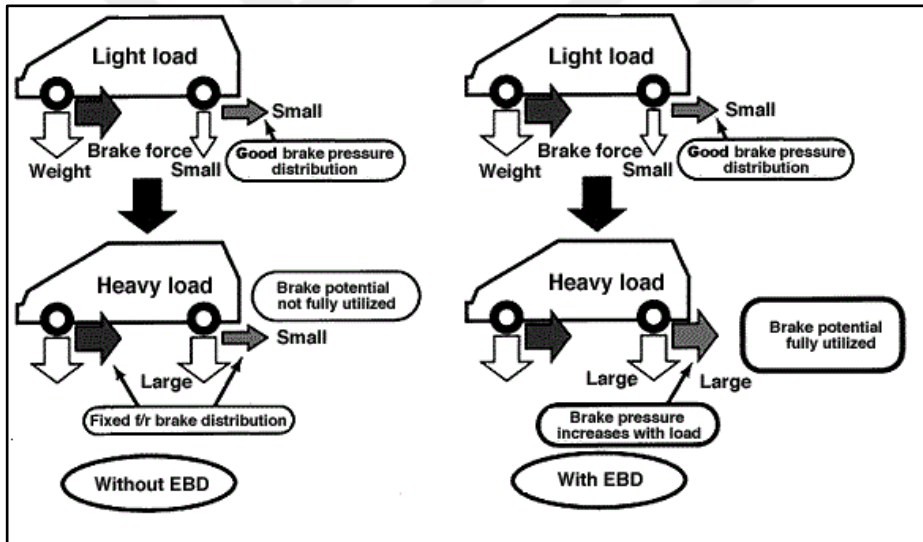 Light load
Small
Brake force
Weight
Small
Good brake pressure
distribution
Heavy load
Brake potential
not fully utilized
Small
Large
Fixed f/r brake distribution
Without EBD
Light load
Small
Brake force
Weight
Small
Good brake pressure
distribution
Heavy load
Brake potential
fully utilized
Large
Large
Brake pressure
increases with load
With EBD